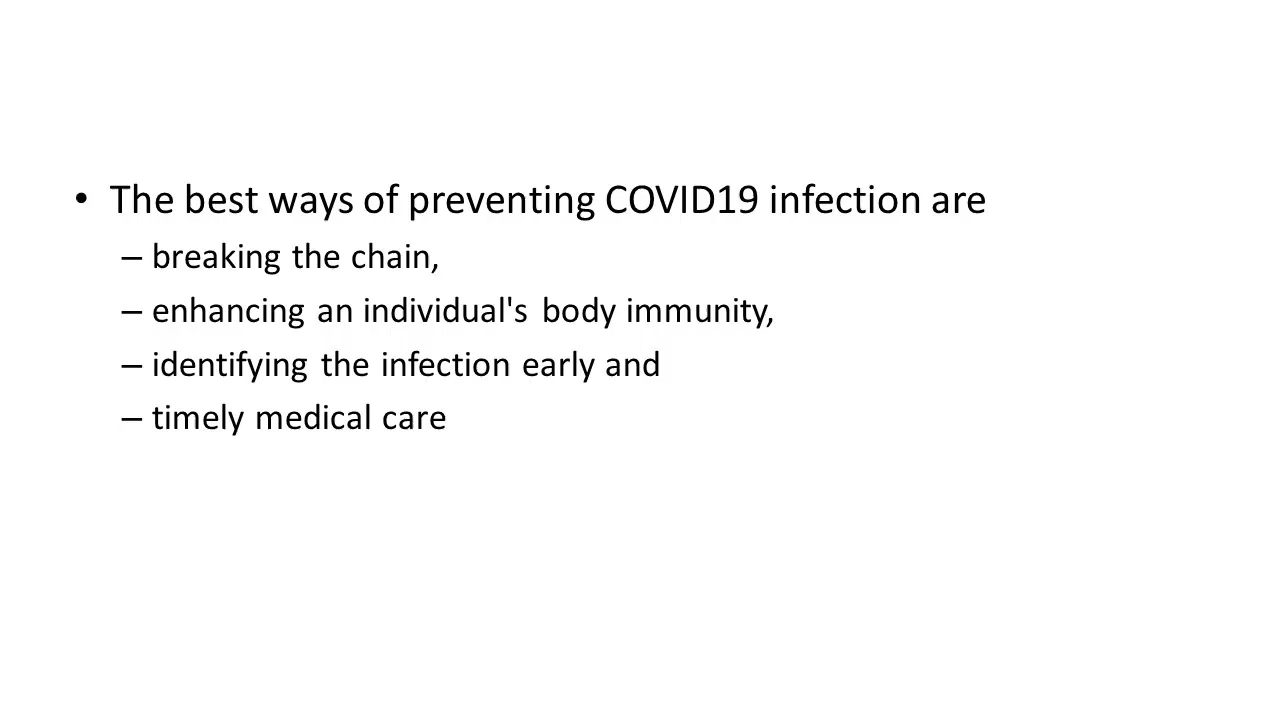 • The best ways of preventing COVID19 infection are
– breaking the chain,
– enhancing an individual's body immunity,
– identifying the infection early and
– timely medical care